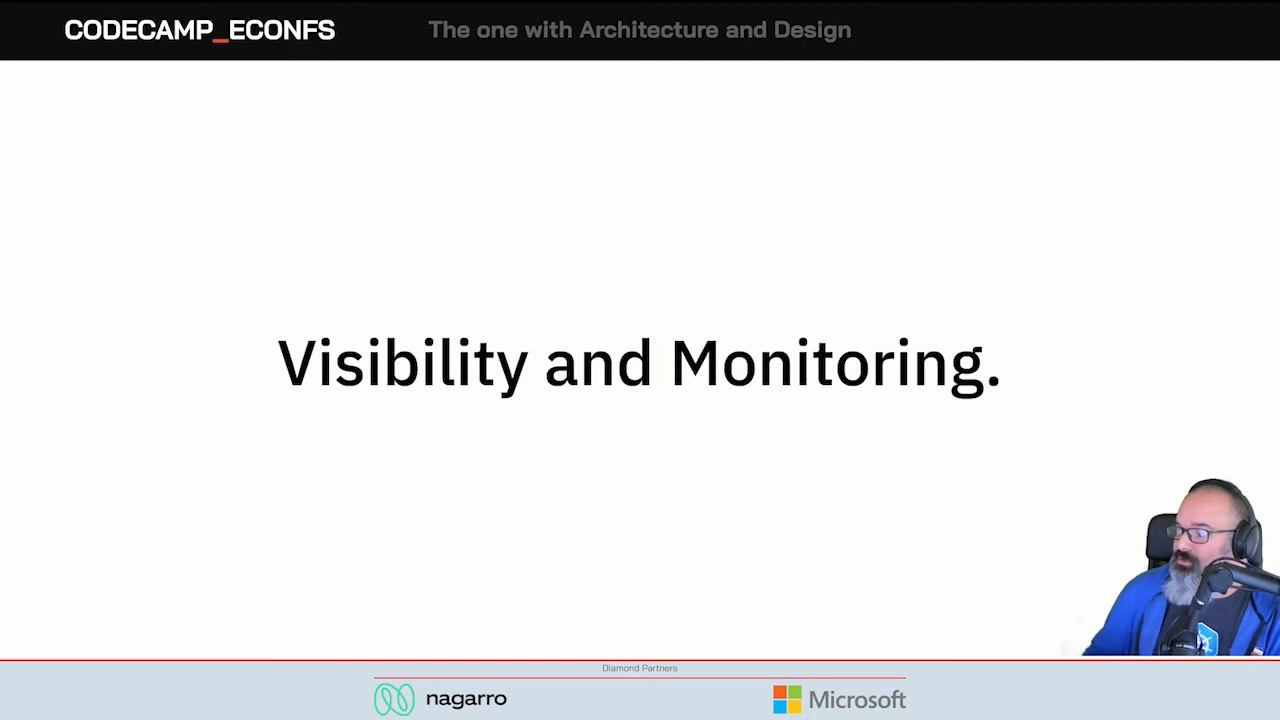 CODECAMP_ECONFS
The one with Architecture and Design
Visibility and Monitoring.
Diamond Partners
nagarro
Microsoft